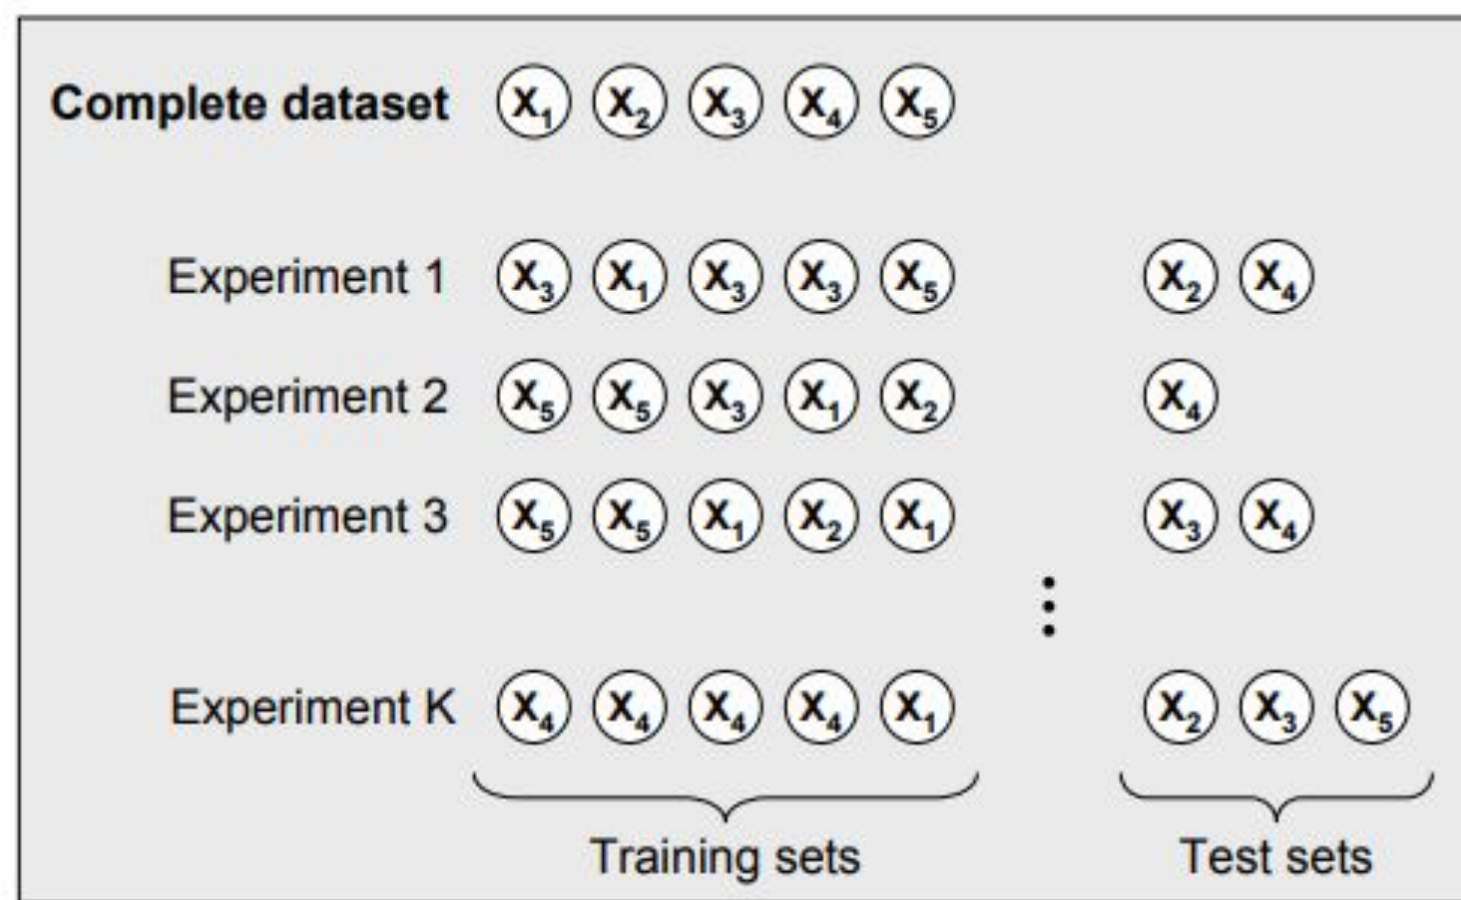 Complete dataset X₁ X₂ X₃ X₄ X₅
Experiment 1 X₃ X₁ X₃ X₃ X₅ X₂ X₄
Experiment 2 X₅ X₅ X₃ X₁ X₂ X₄
Experiment 3 X₅ X₅ X₁ X₂ X₁ X₃ X₄
Experiment K X₄ X₄ X₄ X₄ X₁ X₂ X₃ X₅
Training sets Test sets